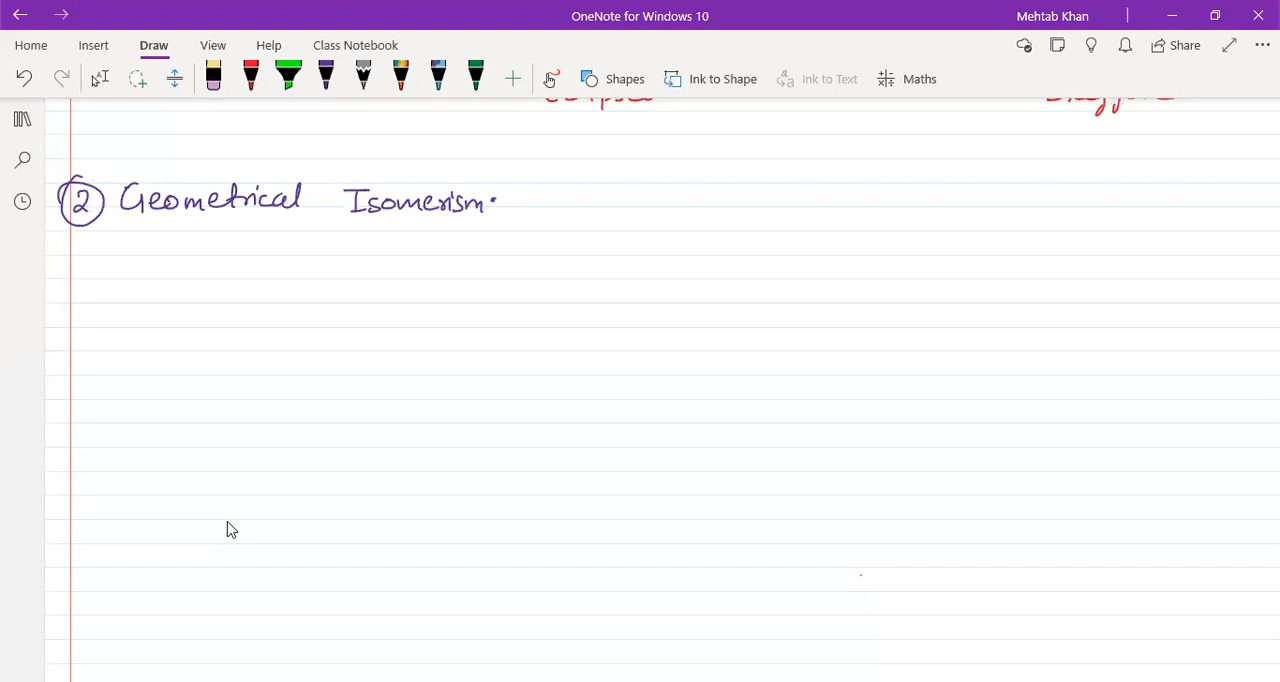 OneNote for Windows 10
Mehtab Khan
Home Insert Draw View Help Class Notebook
Share
Shapes Ink to Shape Ink to Text Maths
② Geometrical Isomerism.